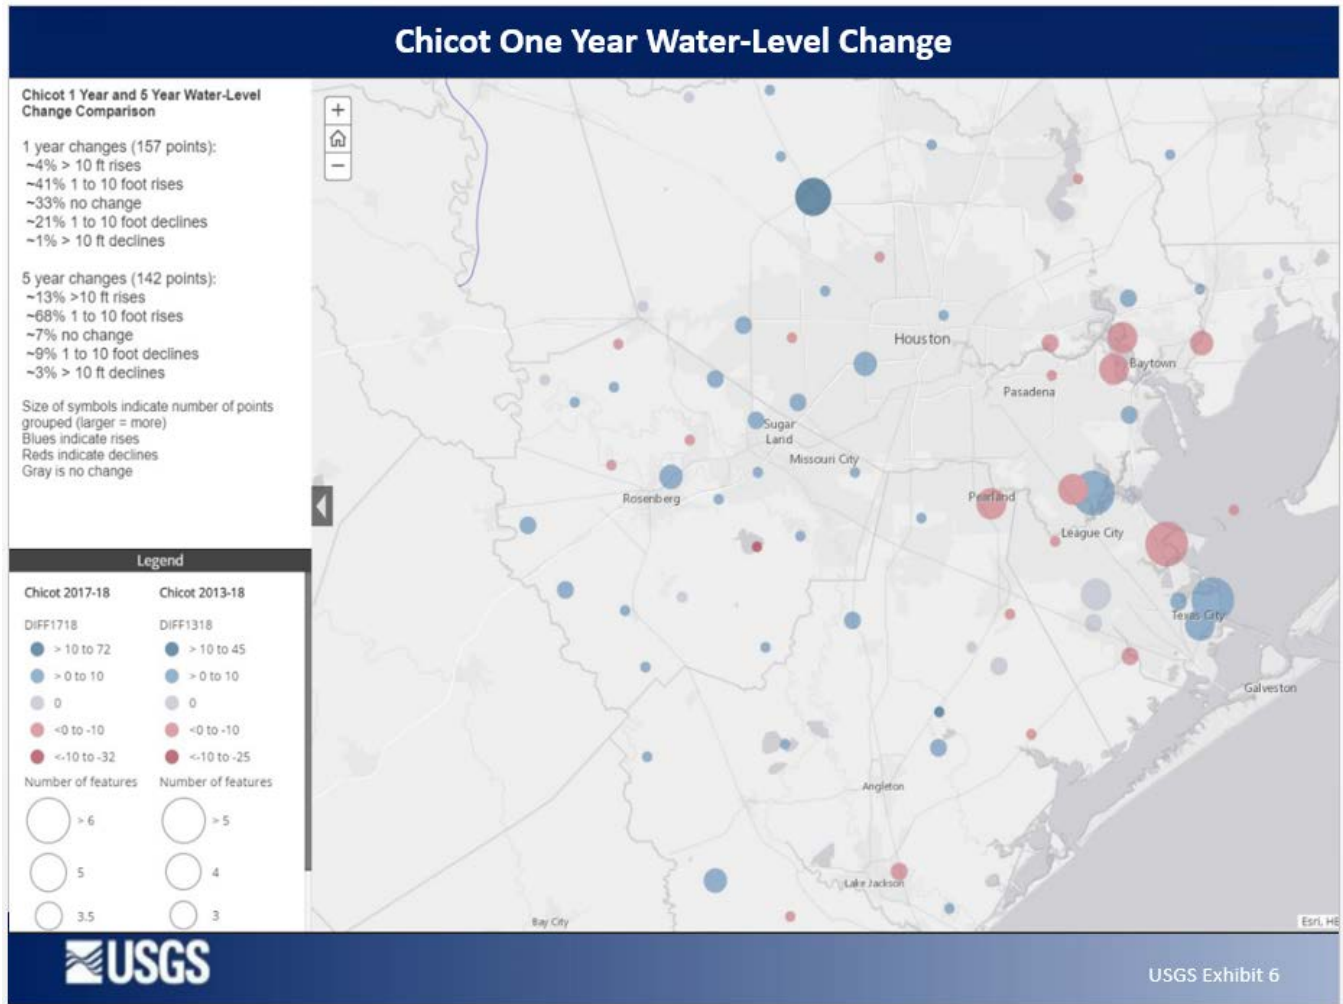 Chicot One Year Water-Level Change
Chicot 1 Year and 5 Year Water-Level
Change Comparison
1 year changes (157 points):
~4% > 10 ft rises
~41% 1 to 10 foot rises
~33% no change
~21% 1 to 10 foot declines
~1% > 10 ft declines
5 year changes (142 points):
~13% >10 ft rises
~68% 1 to 10 foot rises
~7% no change
~9% 1 to 10 foot declines
~3% > 10 ft declines
Size of symbols indicate number of points
grouped (larger = more)
Blues indicate rises
Reds indicate declines
Gray is no change
Legend
Chicot 2017-18 Chicot 2013-18
DIFF1718 DIFF1318
> 10 to 72 > 10 to 45
> 0 to 10 > 0 to 10
0 0
<0 to -10 <0 to -10
<-10 to -32 <-10 to -25
Number of features Number of features
> 6 > 5
5 4
3.5 3
+
−
Houston
Baytown
Pasadena
Sugar
Land
Missouri City
Rosenberg
Pearland
League City
Texas City
Galveston
Angleton
Lake Jackson
Bay City
Esri, HE
USGS
USGS Exhibit 6